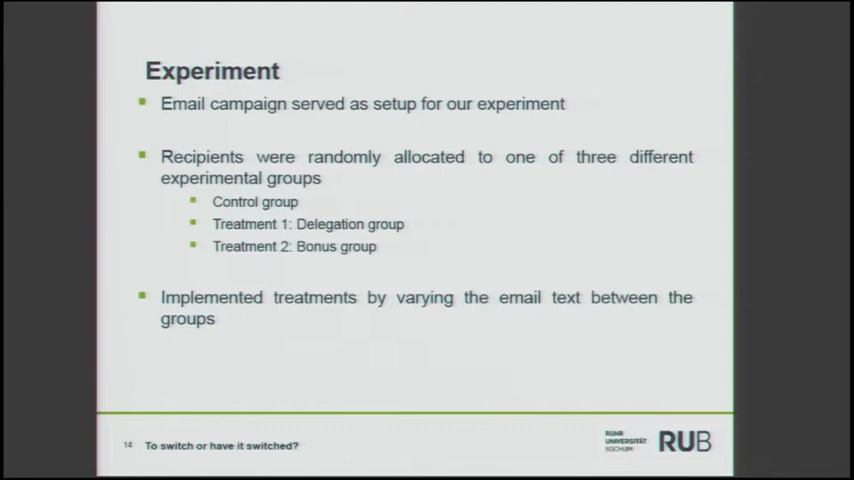 Experiment
Email campaign served as setup for our experiment
Recipients were randomly allocated to one of three different
experimental groups
Control group
Treatment 1: Delegation group
Treatment 2: Bonus group
Implemented treatments by varying the email text between the
groups
14 To switch or have it switched?
RUHR
UNIVERSITÄT
BOCHUM
RUB